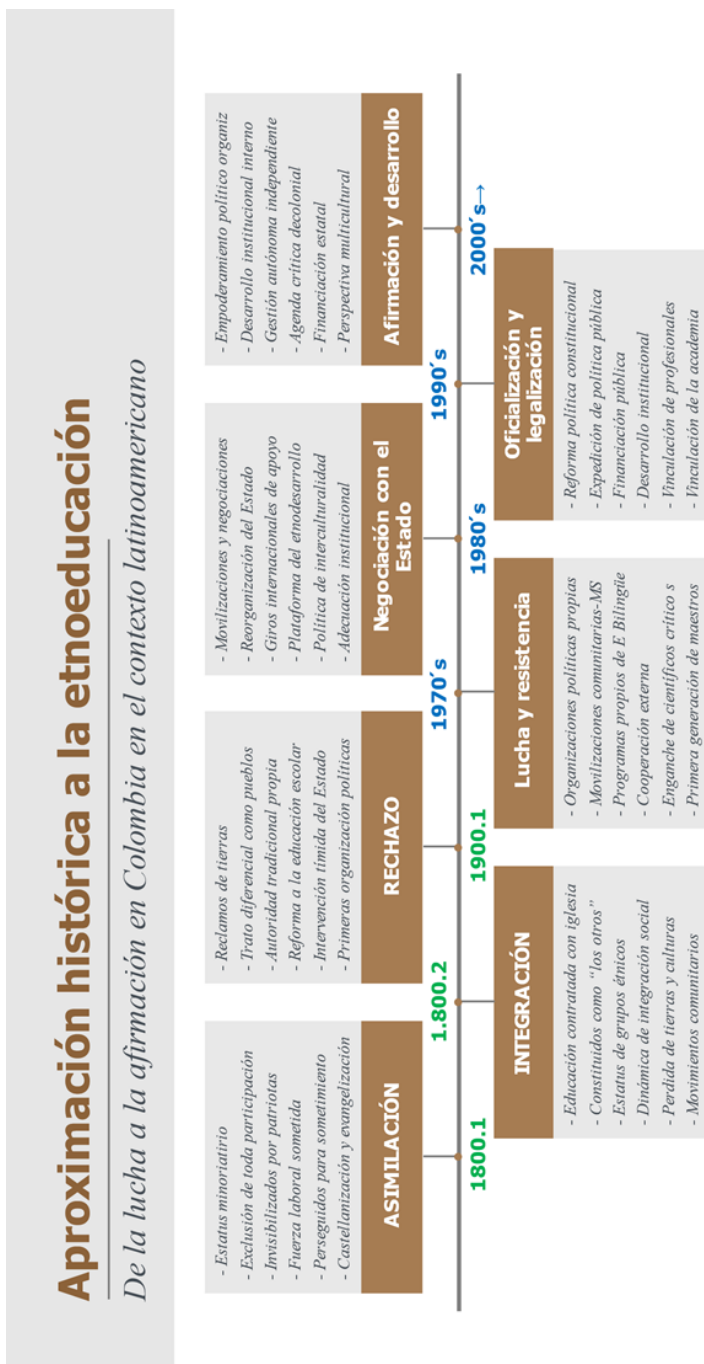 Aproximación histórica a la etnoeducación
De la lucha a la afirmación en Colombia en el contexto latinoamericano
- Estatus minoriatirio
- Exclusión de toda participación
- Invisibilizados por patriotas
- Fuerza laboral sometida
- Perseguidos para sometimiento
- Castellanización y evangelización
ASIMILACIÓN
1800.1
1.800.2
INTEGRACIÓN
- Educación contratada con iglesia
- Constituidos como “los otros”
- Estatus de grupos étnicos
- Dinámica de integración social
- Perdida de tierras y culturas
- Movimientos comunitarios
- Reclamos de tierras
- Trato diferencial como pueblos
- Autoridad tradicional propia
- Reforma a la educación escolar
- Intervención tímida del Estado
- Primeras organización políticas
RECHAZO
1900.1
1970´s
Lucha y resistencia
- Organizaciones políticas propias
- Movilizaciones comunitarias-MS
- Programas propios de E Bilingüe
- Cooperación externa
- Enganche de científicos crítico s
- Primera generación de maestros
- Movilizaciones y negociaciones
- Reorganización del Estado
- Giros internacionales de apoyo
- Plataforma del etnodesarrollo
- Política de interculturalidad
- Adecuación institucional
Negociación con el
Estado
1980´s
1990´s
Oficialización y
legalización
- Reforma política constitucional
- Expedición de política pública
- Financiación pública
- Desarrollo institucional
- Vinculación de profesionales
- Vinculación de la academia
- Empoderamiento político organiz
- Desarrollo institucional interno
- Gestión autónoma independiente
- Agenda crítica decolonial
- Financiación estatal
- Perspectiva multicultural
Afirmación y desarrollo
2000´s→